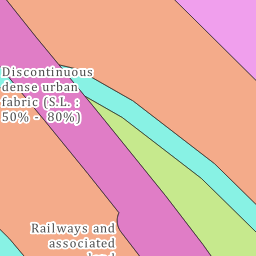 Discontinuous
dense urban
fabric (S.L. :
50% - 80%)
Railways and
associated